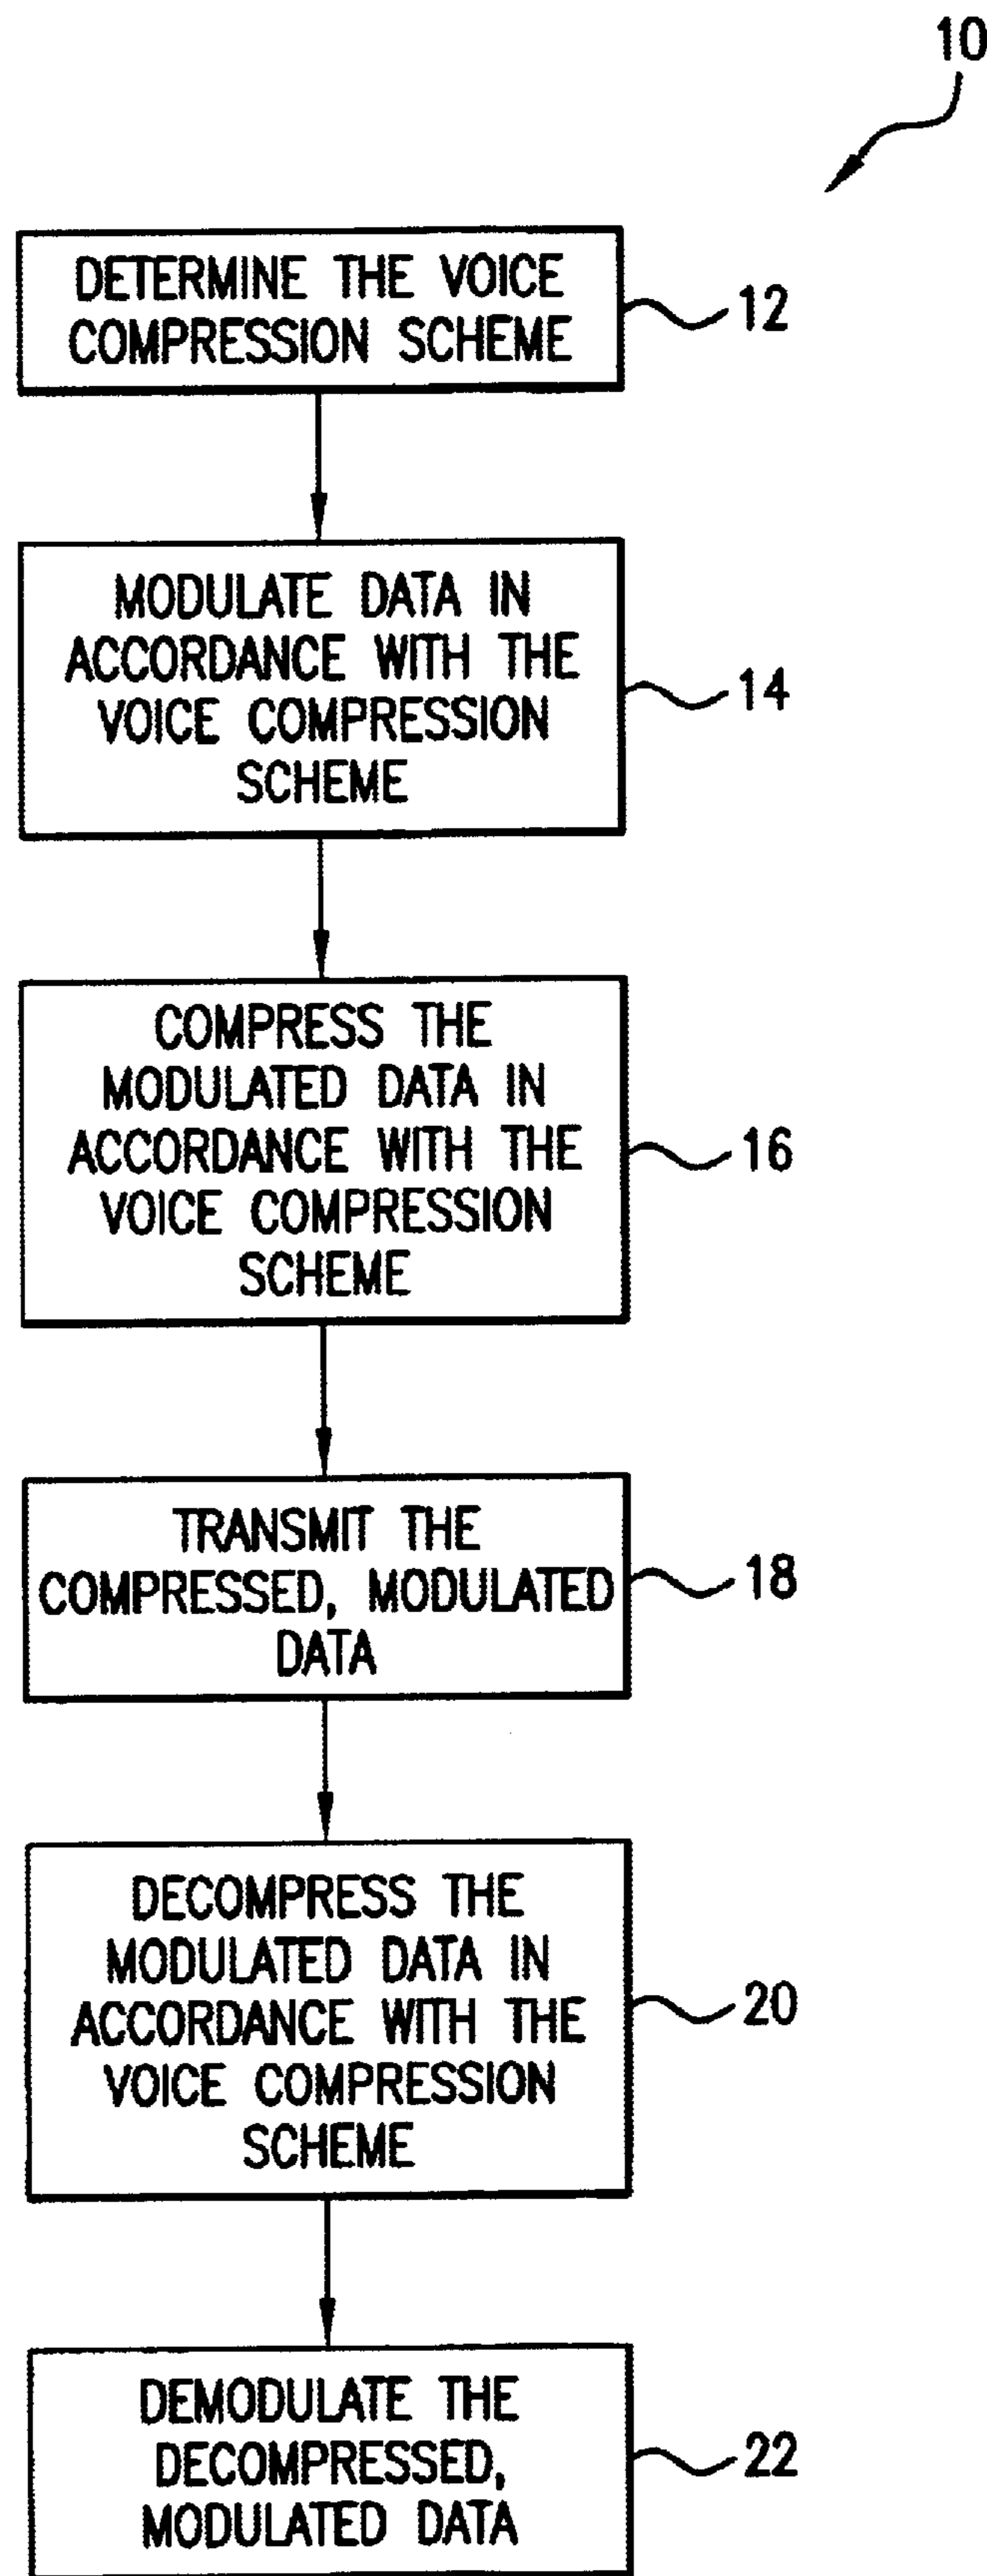 10
DETERMINE THE VOICE
COMPRESSION SCHEME
12
MODULATE DATA IN
ACCORDANCE WITH THE
VOICE COMPRESSION
SCHEME
14
COMPRESS THE
MODULATED DATA IN
ACCORDANCE WITH THE
VOICE COMPRESSION
SCHEME
16
TRANSMIT THE
COMPRESSED, MODULATED
DATA
18
DECOMPRESS THE
MODULATED DATA IN
ACCORDANCE WITH THE
VOICE COMPRESSION
SCHEME
20
DEMODULATE THE
DECOMPRESSED,
MODULATED DATA
22